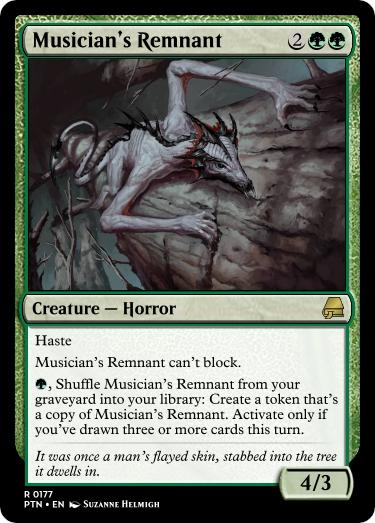 Musician's Remnant 2
Creature — Horror
Haste
Musician's Remnant can't block.
, Shuffle Musician's Remnant from your
graveyard into your library: Create a token that's
a copy of Musician's Remnant. Activate only if
you've drawn three or more cards this turn.
It was once a man's flayed skin, stabbed into the tree
it dwells in.
4/3
R 0177
PTN • EN SUZANNE HELMIGH